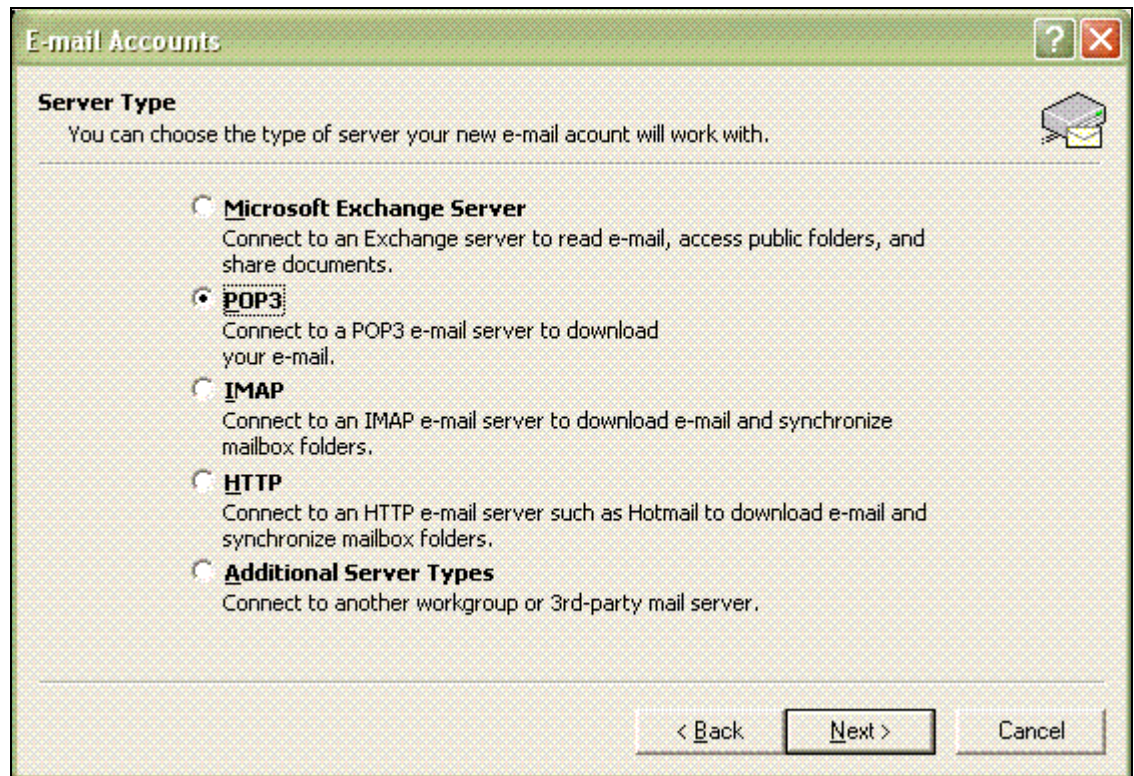 E-mail Accounts
Server Type
You can choose the type of server your new e-mail acount will work with.
Microsoft Exchange Server
Connect to an Exchange server to read e-mail, access public folders, and
share documents.
POP3
Connect to a POP3 e-mail server to download
your e-mail.
IMAP
Connect to an IMAP e-mail server to download e-mail and synchronize
mailbox folders.
HTTP
Connect to an HTTP e-mail server such as Hotmail to download e-mail and
synchronize mailbox folders.
Additional Server Types
Connect to another workgroup or 3rd-party mail server.
< Back Next > Cancel